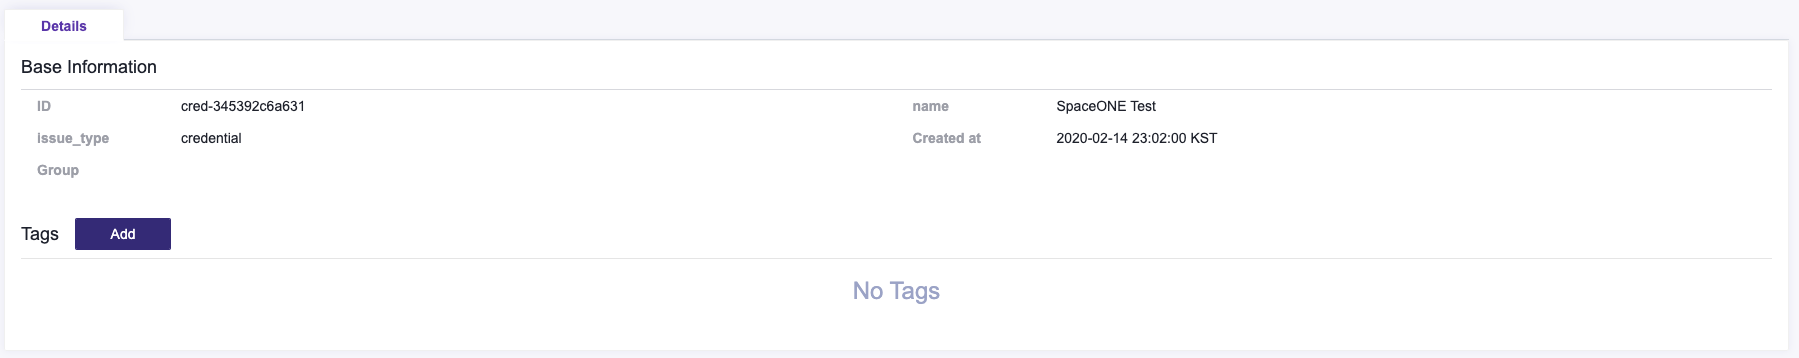 Details
Base Information
ID cred-345392c6a631 name SpaceONE Test
issue_type credential Created at 2020-02-14 23:02:00 KST
Group
Tags Add
No Tags